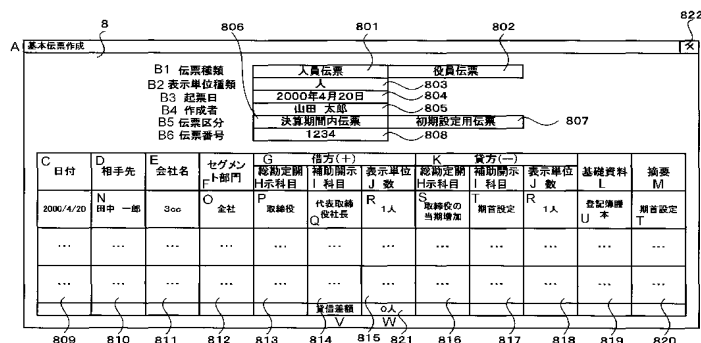 806
8
801
802
822
A 基本伝票作成
×
B1 伝票種類 人員伝票 役員伝票
B2 表示単位種類 人 803
B3 起票日 2000年4月20日 804
B4 作成者 山田 太郎 805
B5 伝票区分 決算期間内伝票 初期設定用伝票 807
B6 伝票番号 1234 808
C 日付
D 相手先
E 会社名
セグメント部門 F
G 借方(+)
総勘定開示科目 H
補助開示科目 I
表示単位数 J
K 貸方(—)
総勘定開示科目 H
補助開示科目 I
表示単位数 J
基礎資料 L
摘要 M
2000/4/20
N 田中 一郎
3cc
O 全社
P 取締役
代表取締役社長 Q
R 1人
S 取締役の当期増加
T 期首設定
R 1人
登記簿謄本 U
期首設定 T
... ... ... ... ... ... ... ... ... ... ... ...
... ... ... ... ... ... ... ... ... ... ... ...
貸借差額 0人
V W
809 810 811 812 813 814 815 821 816 817 818 819 820